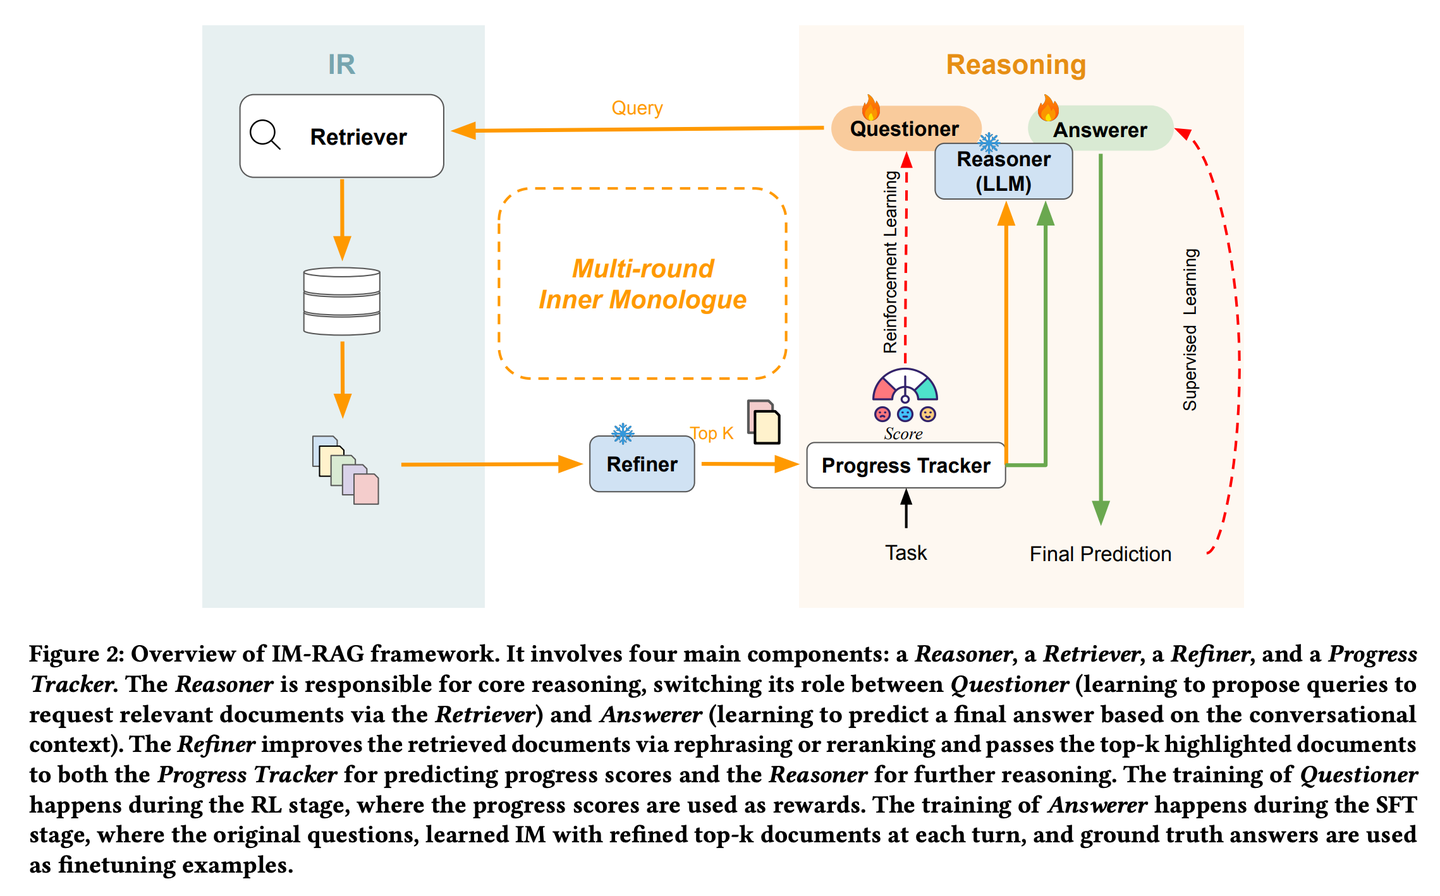 IR
Reasoning
Query
Retriever
Questioner
Answerer
Reasoner
(LLM)
Multi-round
Inner Monologue
Reinforcement Learning
Supervised Learning
Score
Top K
Refiner
Progress Tracker
Task
Final Prediction
Figure 2: Overview of IM-RAG framework. It involves four main components: a Reasoner, a Retriever, a Refiner, and a Progress
Tracker. The Reasoner is responsible for core reasoning, switching its role between Questioner (learning to propose queries to
request relevant documents via the Retriever) and Answerer (learning to predict a final answer based on the conversational
context). The Refiner improves the retrieved documents via rephrasing or reranking and passes the top-k highlighted documents
to both the Progress Tracker for predicting progress scores and the Reasoner for further reasoning. The training of Questioner
happens during the RL stage, where the progress scores are used as rewards. The training of Answerer happens during the SFT
stage, where the original questions, learned IM with refined top-k documents at each turn, and ground truth answers are used
as finetuning examples.